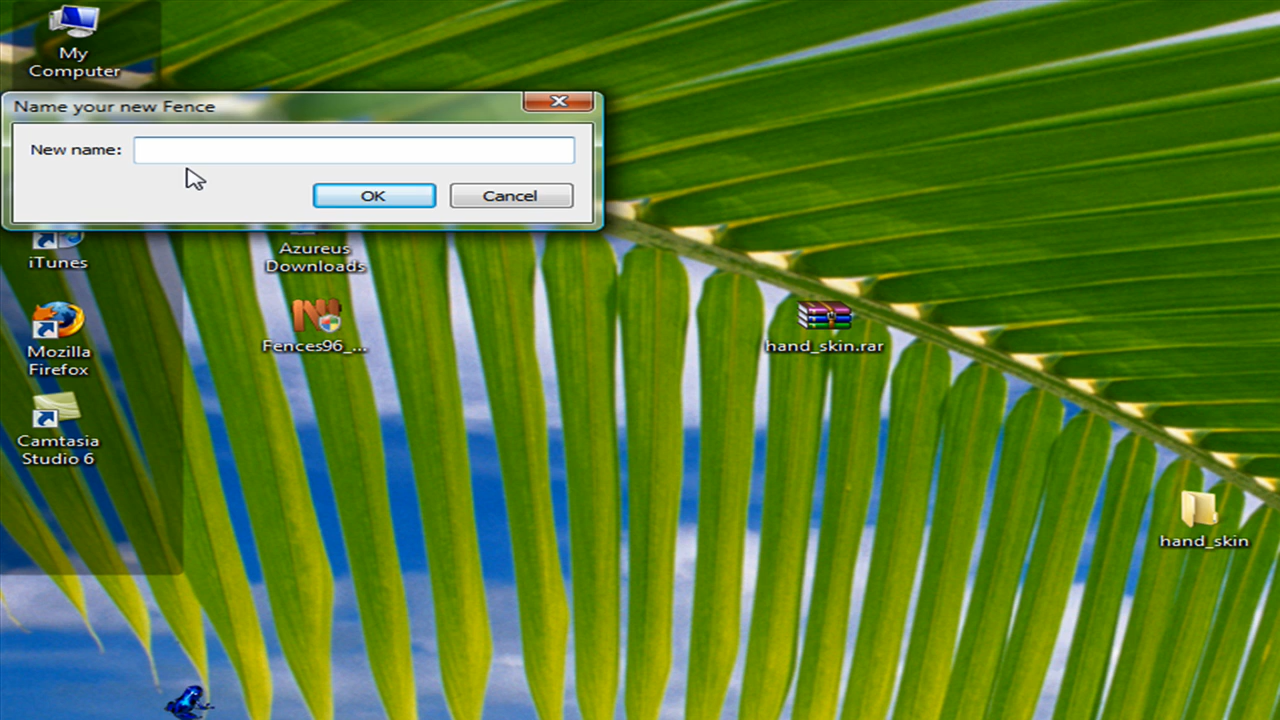 My
Computer
Name your new Fence
New name:
OK
Cancel
iTunes
Azureus
Downloads
Mozilla
Firefox
Fences96_...
hand_skin.rar
Camtasia
Studio 6
hand_skin